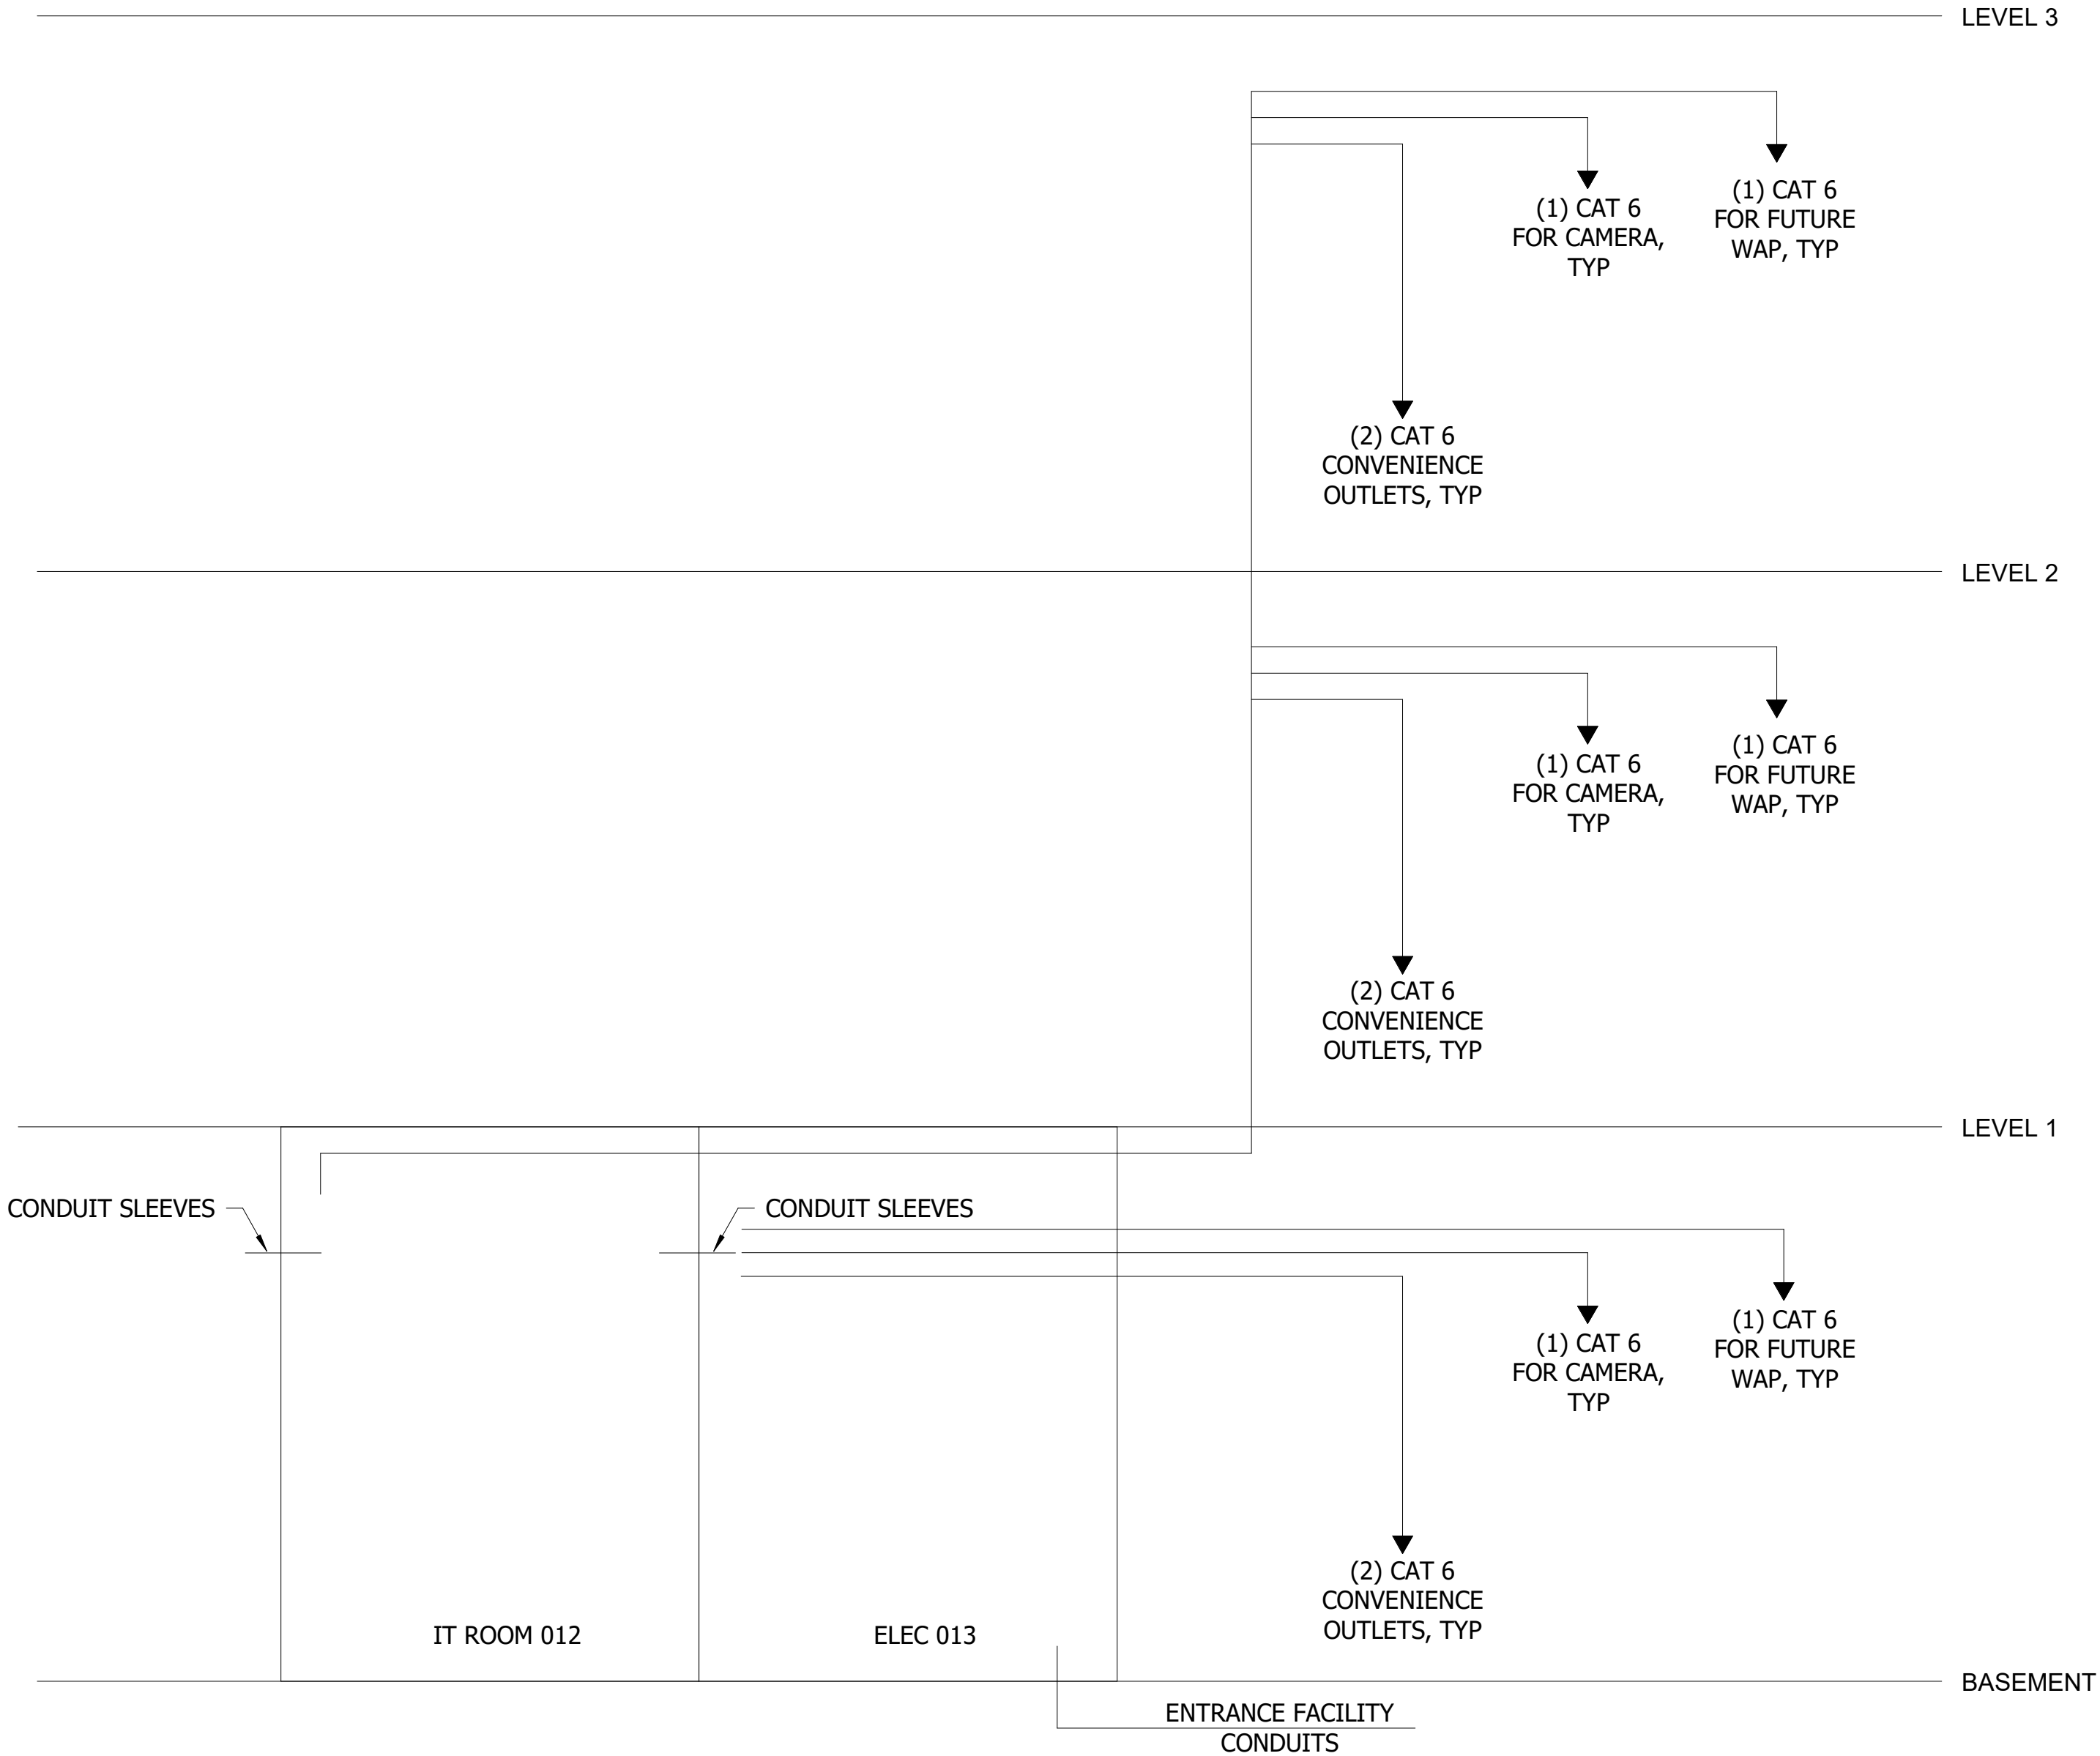 LEVEL 3
(1) CAT 6
FOR CAMERA,
TYP
(1) CAT 6
FOR FUTURE
WAP, TYP
(2) CAT 6
CONVENIENCE
OUTLETS, TYP
LEVEL 2
(1) CAT 6
FOR CAMERA,
TYP
(1) CAT 6
FOR FUTURE
WAP, TYP
(2) CAT 6
CONVENIENCE
OUTLETS, TYP
LEVEL 1
CONDUIT SLEEVES
CONDUIT SLEEVES
(1) CAT 6
FOR CAMERA,
TYP
(1) CAT 6
FOR FUTURE
WAP, TYP
(2) CAT 6
CONVENIENCE
OUTLETS, TYP
IT ROOM 012
ELEC 013
BASEMENT
ENTRANCE FACILITY
CONDUITS